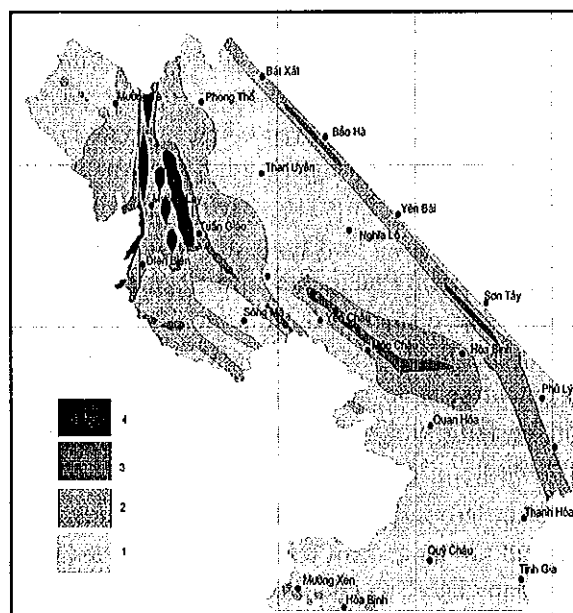 Bát Xát
Phong Thổ
Bảo Hà
Than Uyên
Yên Bái
Nghĩa Lộ
Tuần Giáo
Điện Biên
Sơn Tây
Sông Mã
Yên Châu
Mộc Châu
Hòa Bình
Phủ Lý
Quan Hóa
4
3
2
1
Thanh Hóa
Quỳ Châu
Tĩnh Gia
Mường Xén
Hòa Bình